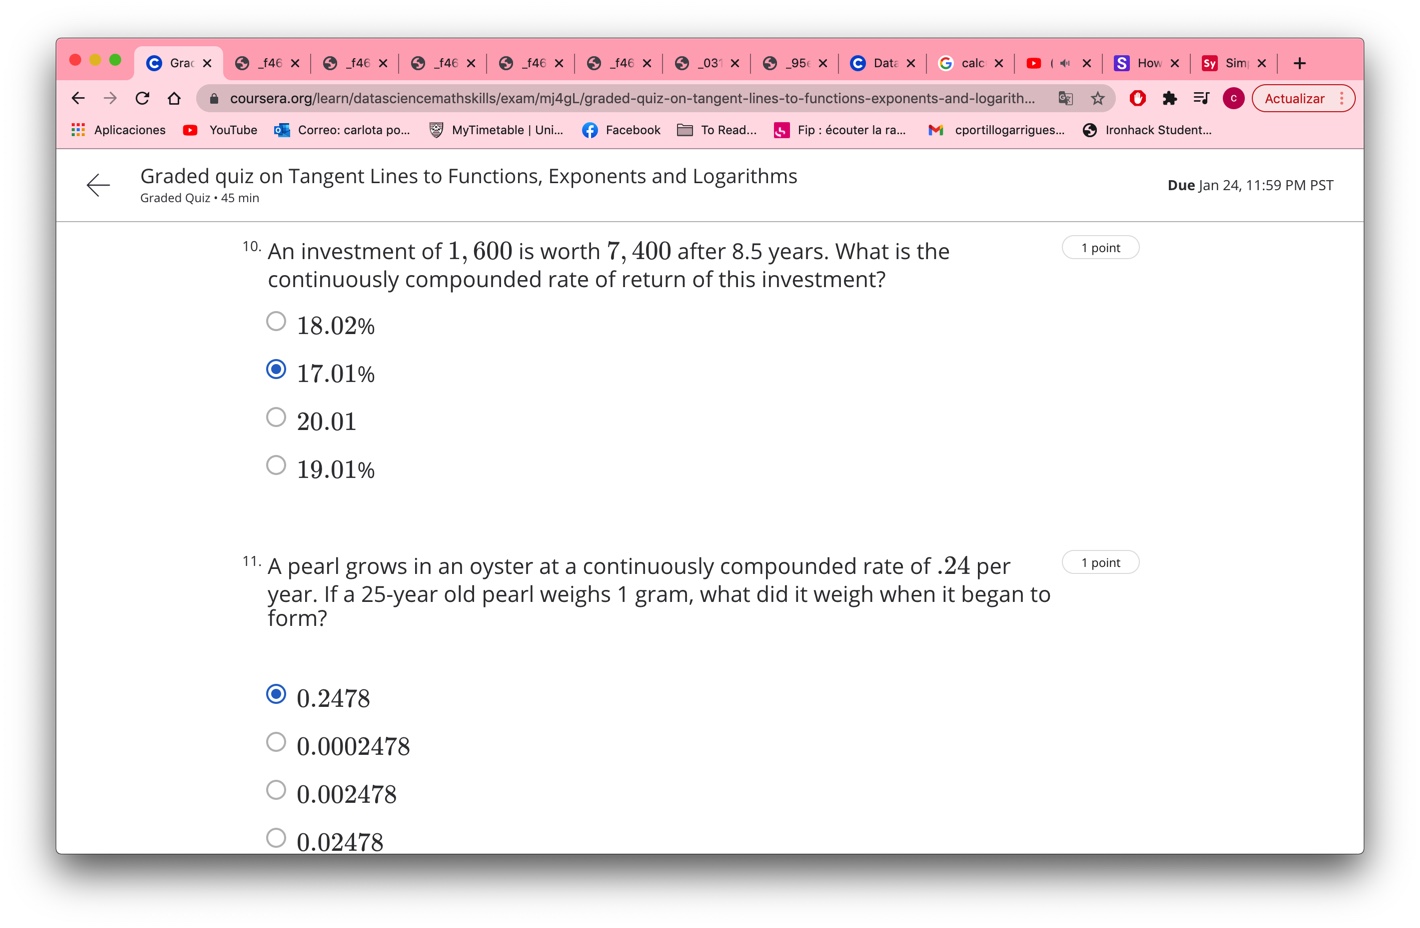 Grac
_f46
_f46
_f46
_f46
_f46
_031
_95
Data
calc
How
Sy
Sim
coursera.org/learn/datasciencemathskills/exam/mj4gL/graded-quiz-on-tangent-lines-to-functions-exponents-and-logarith...
C
Actualizar
Aplicaciones
YouTube
Correo: carlota po...
MyTimetable | Uni...
Facebook
To Read...
Fip : écouter la ra...
cportillogarrigues...
Ironhack Student...
Graded quiz on Tangent Lines to Functions, Exponents and Logarithms
Graded Quiz • 45 min
Due Jan 24, 11:59 PM PST
10. An investment of 1, 600 is worth 7, 400 after 8.5 years. What is the
continuously compounded rate of return of this investment?
1 point
18.02%
17.01%
20.01
19.01%
11. A pearl grows in an oyster at a continuously compounded rate of .24 per
year. If a 25-year old pearl weighs 1 gram, what did it weigh when it began to
form?
1 point
0.2478
0.0002478
0.002478
0.02478